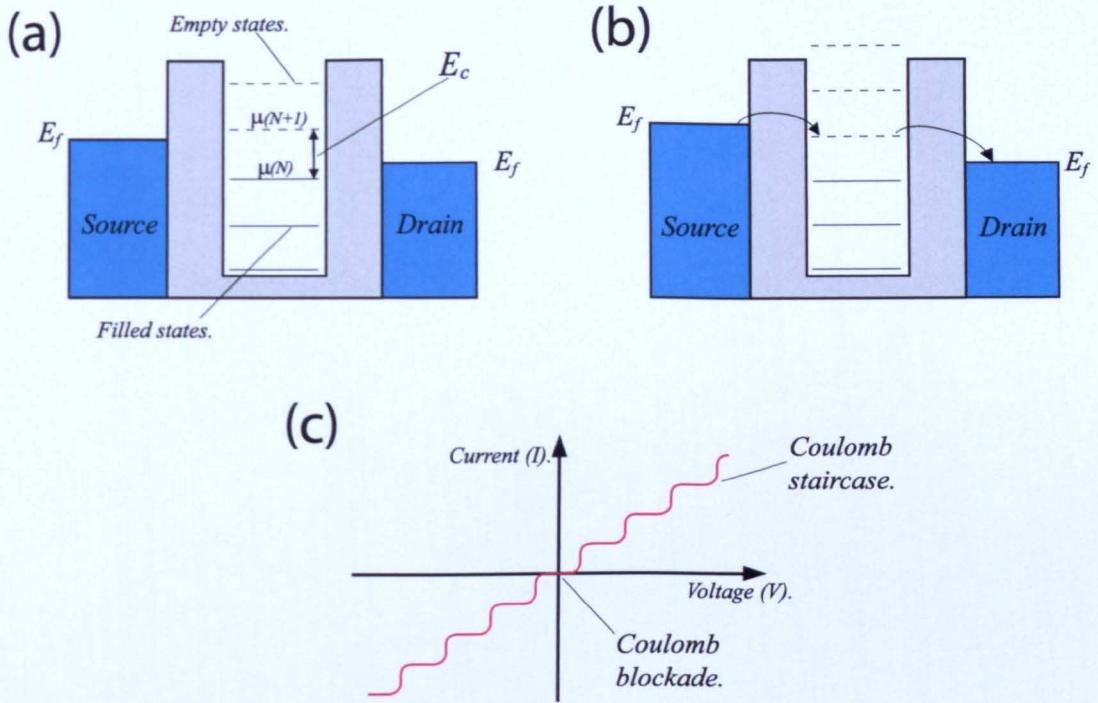 (a)
Empty states.
E_c
μ(N+1)
E_f
μ(N)
E_f
Source
Drain
Filled states.
(b)
E_f
E_f
Source
Drain
(c)
Current (I).
Coulomb
staircase.
Voltage (V).
Coulomb
blockade.